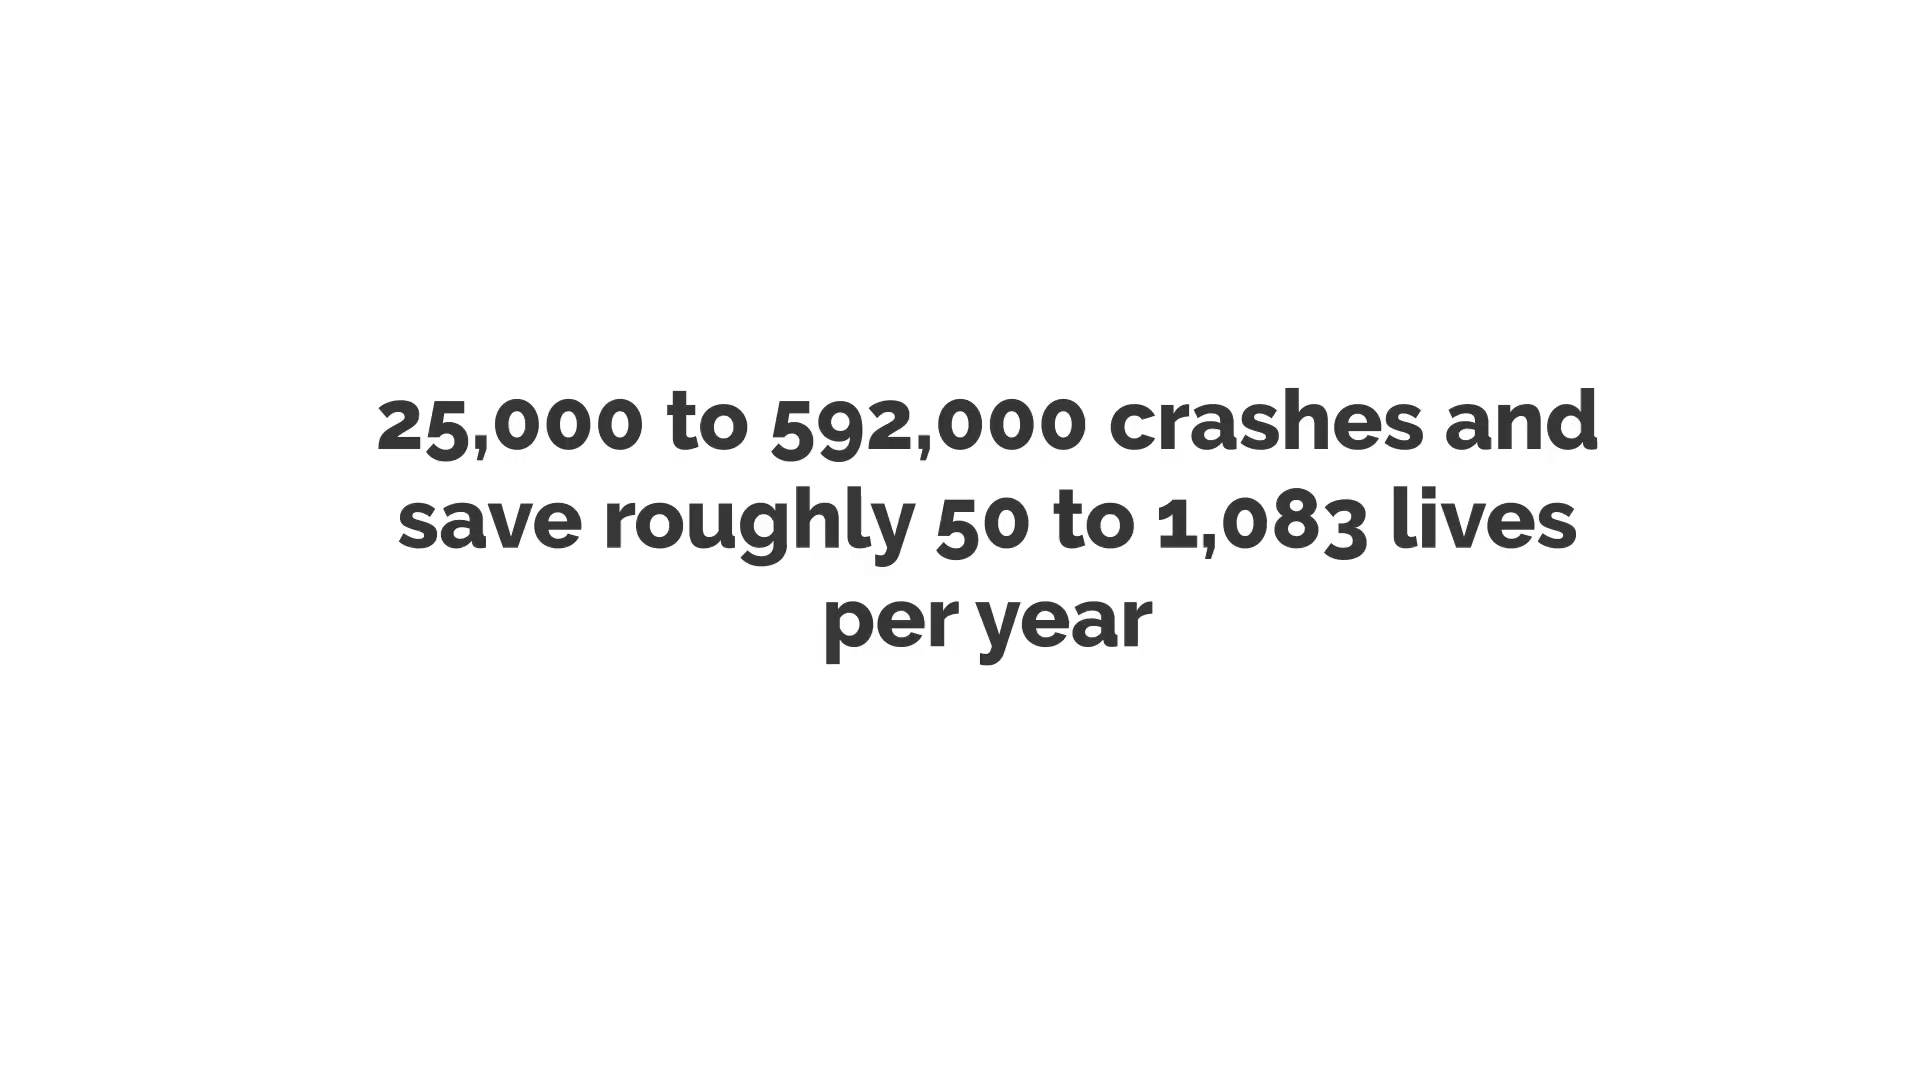 25,000 to 592,000 crashes and
save roughly 50 to 1,083 lives
per year